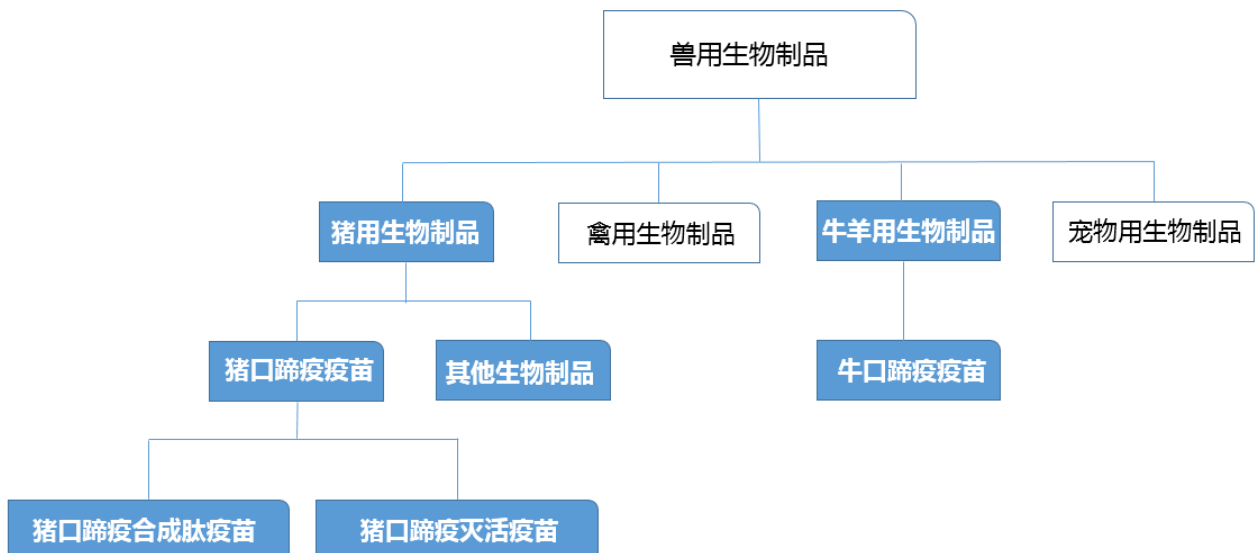 兽用生物制品
猪用生物制品
禽用生物制品
牛羊用生物制品
宠物用生物制品
猪口蹄疫疫苗
其他生物制品
牛口蹄疫疫苗
猪口蹄疫合成肽疫苗
猪口蹄疫灭活疫苗